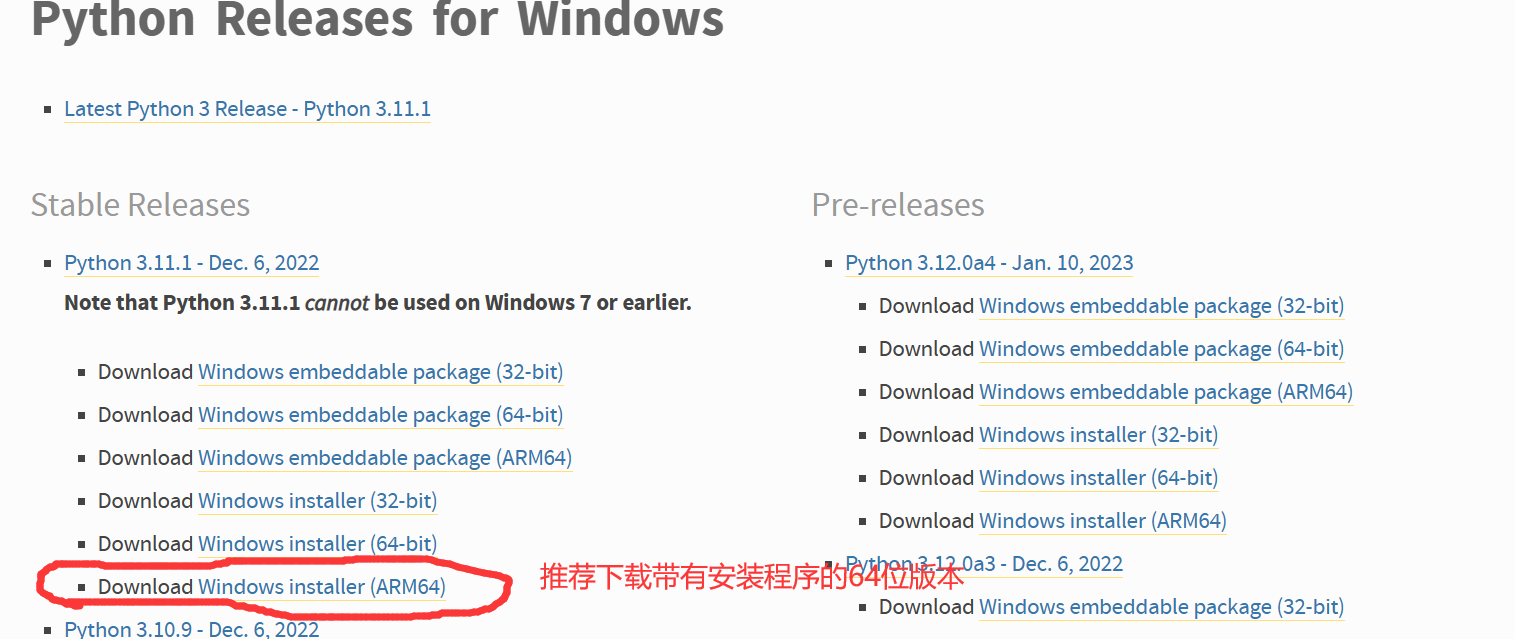 Python Releases for Windows
Latest Python 3 Release - Python 3.11.1
Stable Releases
Python 3.11.1 - Dec. 6, 2022
Note that Python 3.11.1 cannot be used on Windows 7 or earlier.
Download Windows embeddable package (32-bit)
Download Windows embeddable package (64-bit)
Download Windows embeddable package (ARM64)
Download Windows installer (32-bit)
Download Windows installer (64-bit)
Download Windows installer (ARM64)
推荐下载带有安装程序的64位版本
Python 3.10.9 - Dec. 6, 2022
Pre-releases
Python 3.12.0a4 - Jan. 10, 2023
Download Windows embeddable package (32-bit)
Download Windows embeddable package (64-bit)
Download Windows embeddable package (ARM64)
Download Windows installer (32-bit)
Download Windows installer (64-bit)
Download Windows installer (ARM64)
Python 3.12.0a3 - Dec. 6, 2022
Download Windows embeddable package (32-bit)